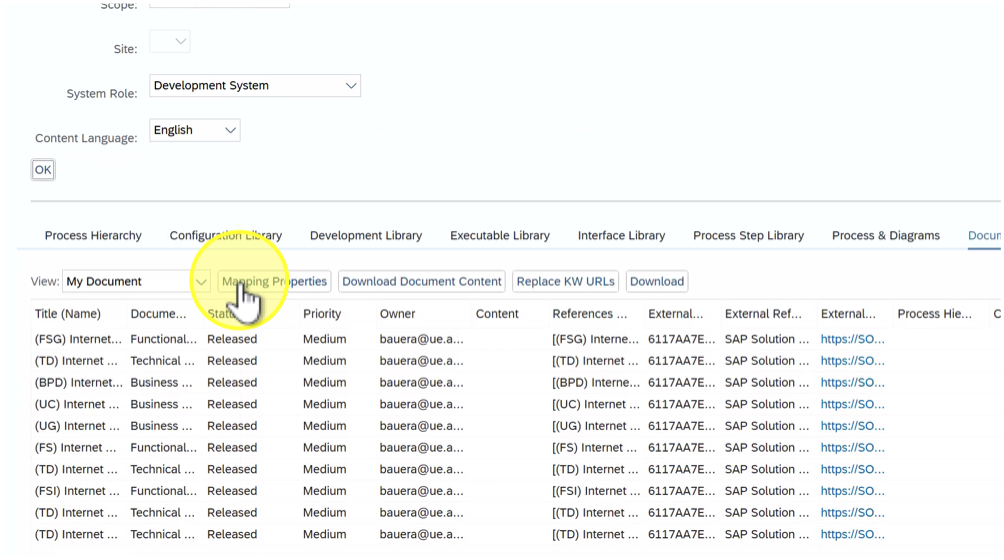 Scope:
Site:
System Role: Development System
Content Language: English
OK
Process Hierarchy Configuration Library Development Library Executable Library Interface Library Process Step Library Process & Diagrams Docum
View: My Document Mapping Properties Download Document Content Replace KW URLs Download
Title (Name) Docume... Status Priority Owner Content References ... External... External Ref... External... Process Hie... C
(FSG) Internet... Functional... Released Medium bauera@ue.a... [(FSG) Interne... 6117AA7E... SAP Solution ... https://SO...
(TD) Internet ... Technical ... Released Medium bauera@ue.a... [(TD) Internet ... 6117AA7E... SAP Solution ... https://SO...
(BPD) Internet... Business ... Released Medium bauera@ue.a... [(BPD) Interne... 6117AA7E... SAP Solution ... https://SO...
(UC) Internet ... Business ... Released Medium bauera@ue.a... [(UC) Internet ... 6117AA7E... SAP Solution ... https://SO...
(UG) Internet ... Business ... Released Medium bauera@ue.a... [(UG) Internet ... 6117AA7E... SAP Solution ... https://SO...
(FS) Internet ... Functional... Released Medium bauera@ue.a... [(FS) Internet ... 6117AA7E... SAP Solution ... https://SO...
(TD) Internet ... Technical ... Released Medium bauera@ue.a... [(TD) Internet ... 6117AA7E... SAP Solution ... https://SO...
(FSI) Internet ... Functional... Released Medium bauera@ue.a... [(FSI) Internet ... 6117AA7E... SAP Solution ... https://SO...
(TD) Internet ... Technical ... Released Medium bauera@ue.a... [(TD) Internet ... 6117AA7E... SAP Solution ... https://SO...
(TD) Internet ... Technical ... Released Medium bauera@ue.a... [(TD) Internet ... 6117AA7E... SAP Solution ... https://SO...